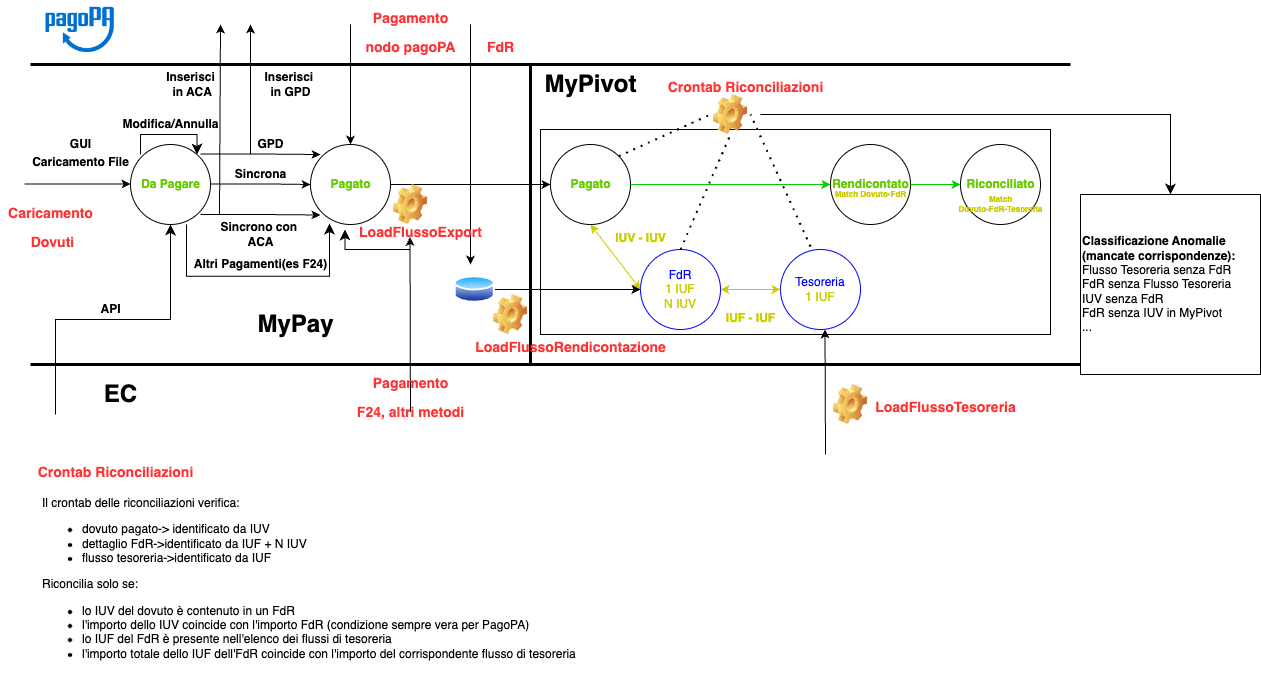 pagoPA
Pagamento
nodo pagoPA
FdR
Inserisci
in ACA
Inserisci
in GPD
MyPivot
Crontab Riconciliazioni
Modifica/Annulla
GUI
Caricamento File
GPD
Da Pagare
Sincrona
Pagato
Pagato
Rendicontato
Match Dovuto-FdR
Riconciliato
Match
Dovuto-FdR-Tesoreria
Caricamento
Dovuti
Sincrono con
ACA
LoadFlussoExport
IUV - IUV
Altri Pagamenti(es F24)
FdR
1 IUF
N IUV
Tesoreria
1 IUF
IUF - IUF
Classificazione Anomalie
(mancate corrispondenze):
Flusso Tesoreria senza FdR
FdR senza Flusso Tesoreria
IUV senza FdR
FdR senza IUV in MyPivot
...
API
MyPay
LoadFlussoRendicontazione
EC
Pagamento
F24, altri metodi
LoadFlussoTesoreria
Crontab Riconciliazioni
Il crontab delle riconciliazioni verifica:
• dovuto pagato-> identificato da IUV
• dettaglio FdR->identificato da IUF + N IUV
• flusso tesoreria->identificato da IUF
Riconcilia solo se:
• lo IUV del dovuto è contenuto in un FdR
• l'importo dello IUV coincide con l'importo FdR (condizione sempre vera per PagoPA)
• lo IUF del FdR è presente nell'elenco dei flussi di tesoreria
• l'importo totale dello IUF dell'FdR coincide con l'importo del corrispondente flusso di tesoreria